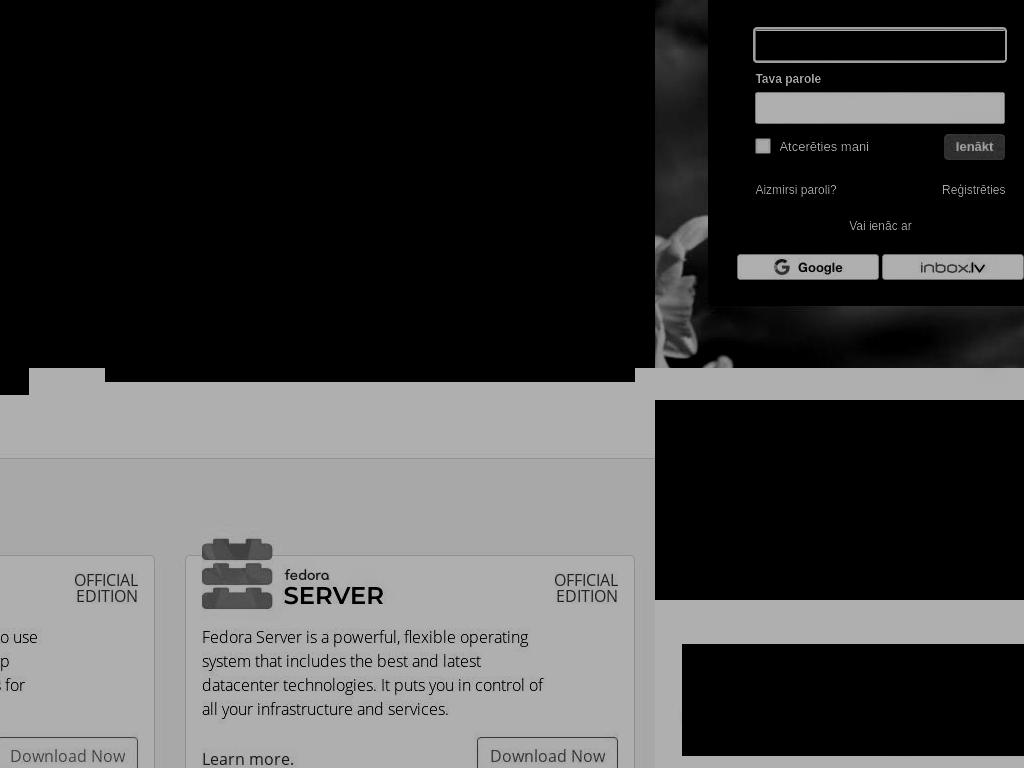 Tava parole
Atcerēties mani
Ienākt
Aizmirsi paroli?
Reģistrēties
Vai ienāc ar
Google
inbox.lv
OFFICIAL
EDITION
o use
p
s for
Download Now
fedora
SERVER
OFFICIAL
EDITION
Fedora Server is a powerful, flexible operating
system that includes the best and latest
datacenter technologies. It puts you in control of
all your infrastructure and services.
Learn more.
Download Now